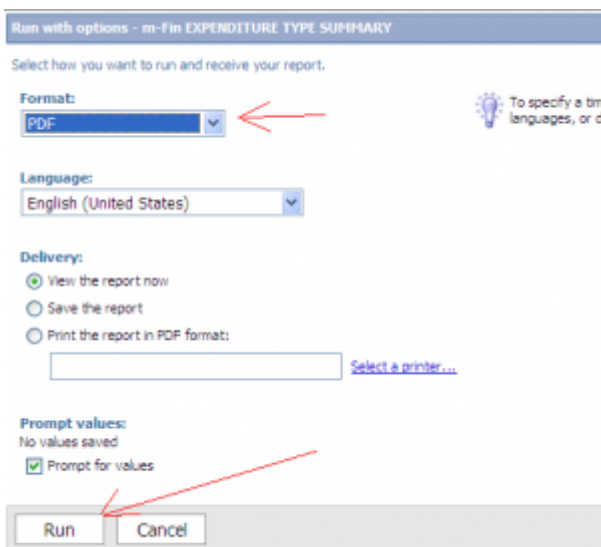 Run with options - m-Fin EXPENDITURE TYPE SUMMARY
Select how you want to run and receive your report.
Format:
PDF
To specify a tim
languages, or d
Language:
English (United States)
Delivery:
View the report now
Save the report
Print the report in PDF format:
Select a printer...
Prompt values:
No values saved
Prompt for values
Run
Cancel